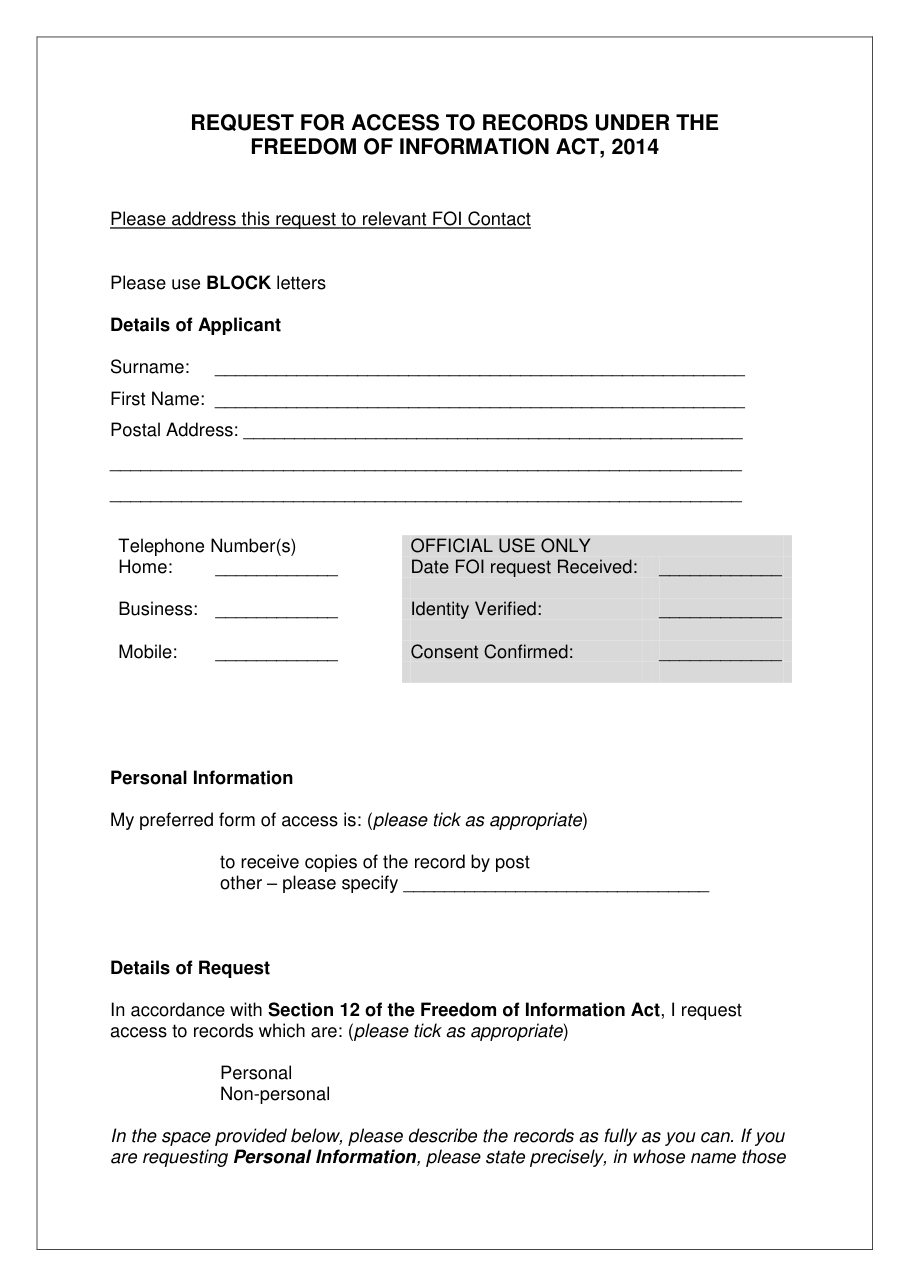 REQUEST FOR ACCESS TO RECORDS UNDER THE
FREEDOM OF INFORMATION ACT, 2014
Please address this request to relevant FOI Contact
Please use BLOCK letters
Details of Applicant
Surname: ______________________________________________________
First Name: ______________________________________________________
Postal Address: ___________________________________________________
_________________________________________________________________
_________________________________________________________________
Telephone Number(s)
Home: ____________
Business: ____________
Mobile: ____________
OFFICIAL USE ONLY
Date FOI request Received: ____________
Identity Verified: ____________
Consent Confirmed: ____________
Personal Information
My preferred form of access is: (please tick as appropriate)
to receive copies of the record by post
other – please specify ______________________________
Details of Request
In accordance with Section 12 of the Freedom of Information Act, I request
access to records which are: (please tick as appropriate)
Personal
Non-personal
In the space provided below, please describe the records as fully as you can. If you
are requesting Personal Information, please state precisely, in whose name those